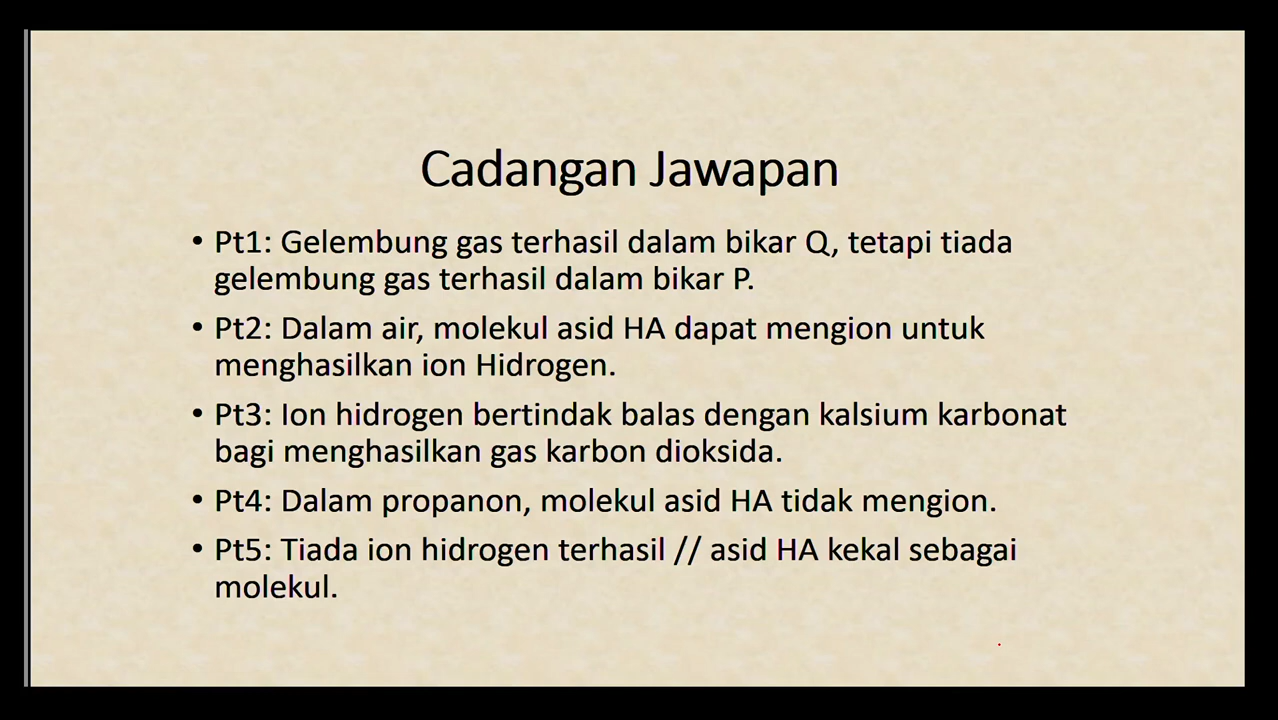 Cadangan Jawapan
• Pt1: Gelembung gas terhasil dalam bikar Q, tetapi tiada
gelembung gas terhasil dalam bikar P.
• Pt2: Dalam air, molekul asid HA dapat mengion untuk
menghasilkan ion Hidrogen.
• Pt3: Ion hidrogen bertindak balas dengan kalsium karbonat
bagi menghasilkan gas karbon dioksida.
• Pt4: Dalam propanon, molekul asid HA tidak mengion.
• Pt5: Tiada ion hidrogen terhasil // asid HA kekal sebagai
molekul.